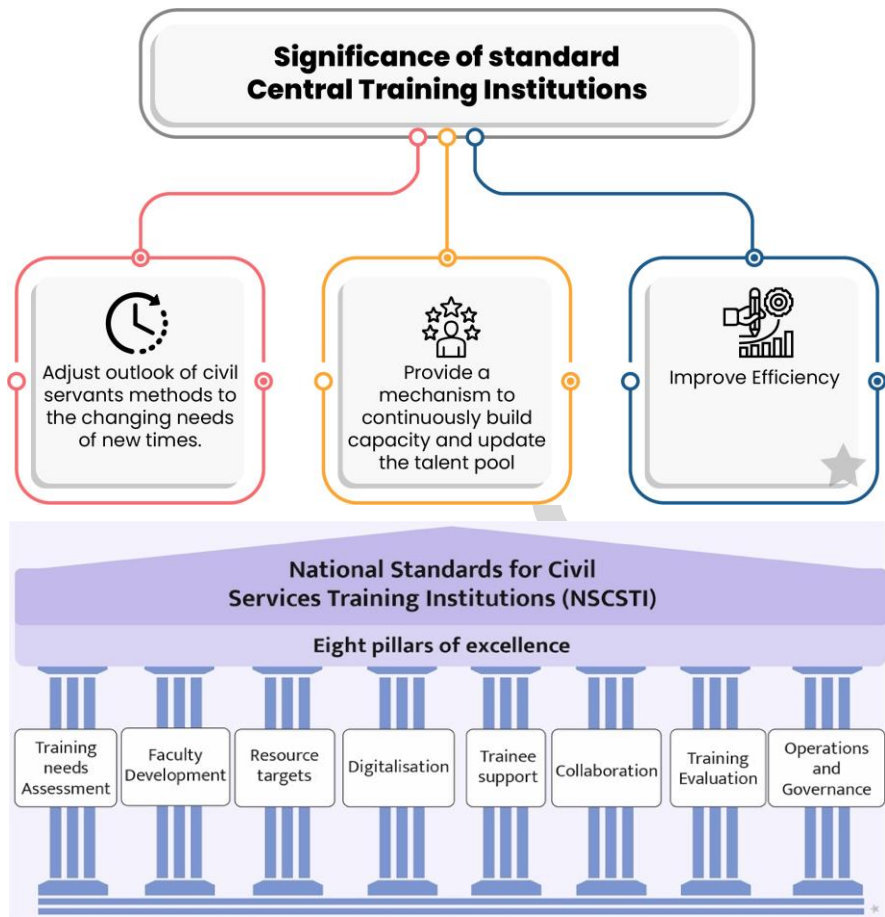 Significance of standard
Central Training Institutions
Adjust outlook of civil
servants methods to
the changing needs
of new times.
Provide a
mechanism to
continuously build
capacity and update
the talent pool
Improve Efficiency
National Standards for Civil
Services Training Institutions (NSCSTI)
Eight pillars of excellence
Training
needs
Assessment
Faculty
Development
Resource
targets
Digitalisation
Trainee
support
Collaboration
Training
Evaluation
Operations
and
Governance